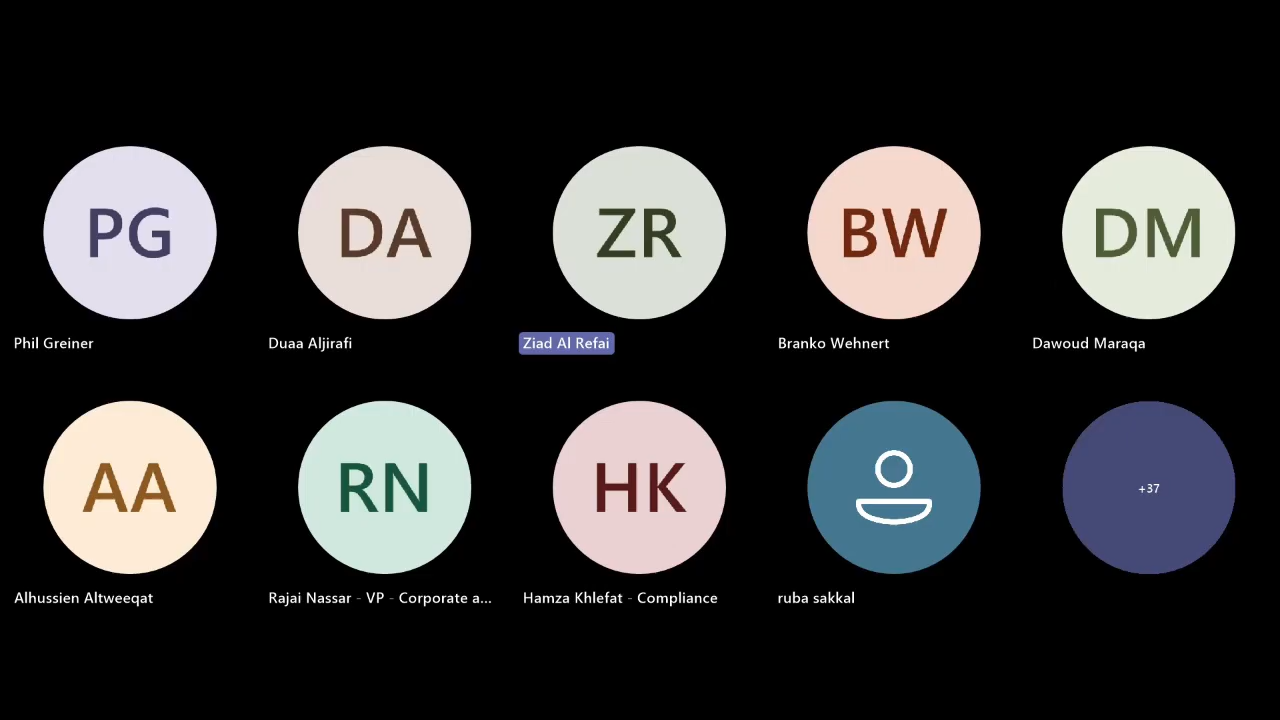 PG
DA
ZR
BW
DM
Phil Greiner
Duaa Aljirafi
Ziad Al Refai
Branko Wehnert
Dawoud Maraqa
AA
RN
HK
+37
Alhussien Altweeqat
Rajai Nassar - VP - Corporate a...
Hamza Khlefat - Compliance
ruba sakkal